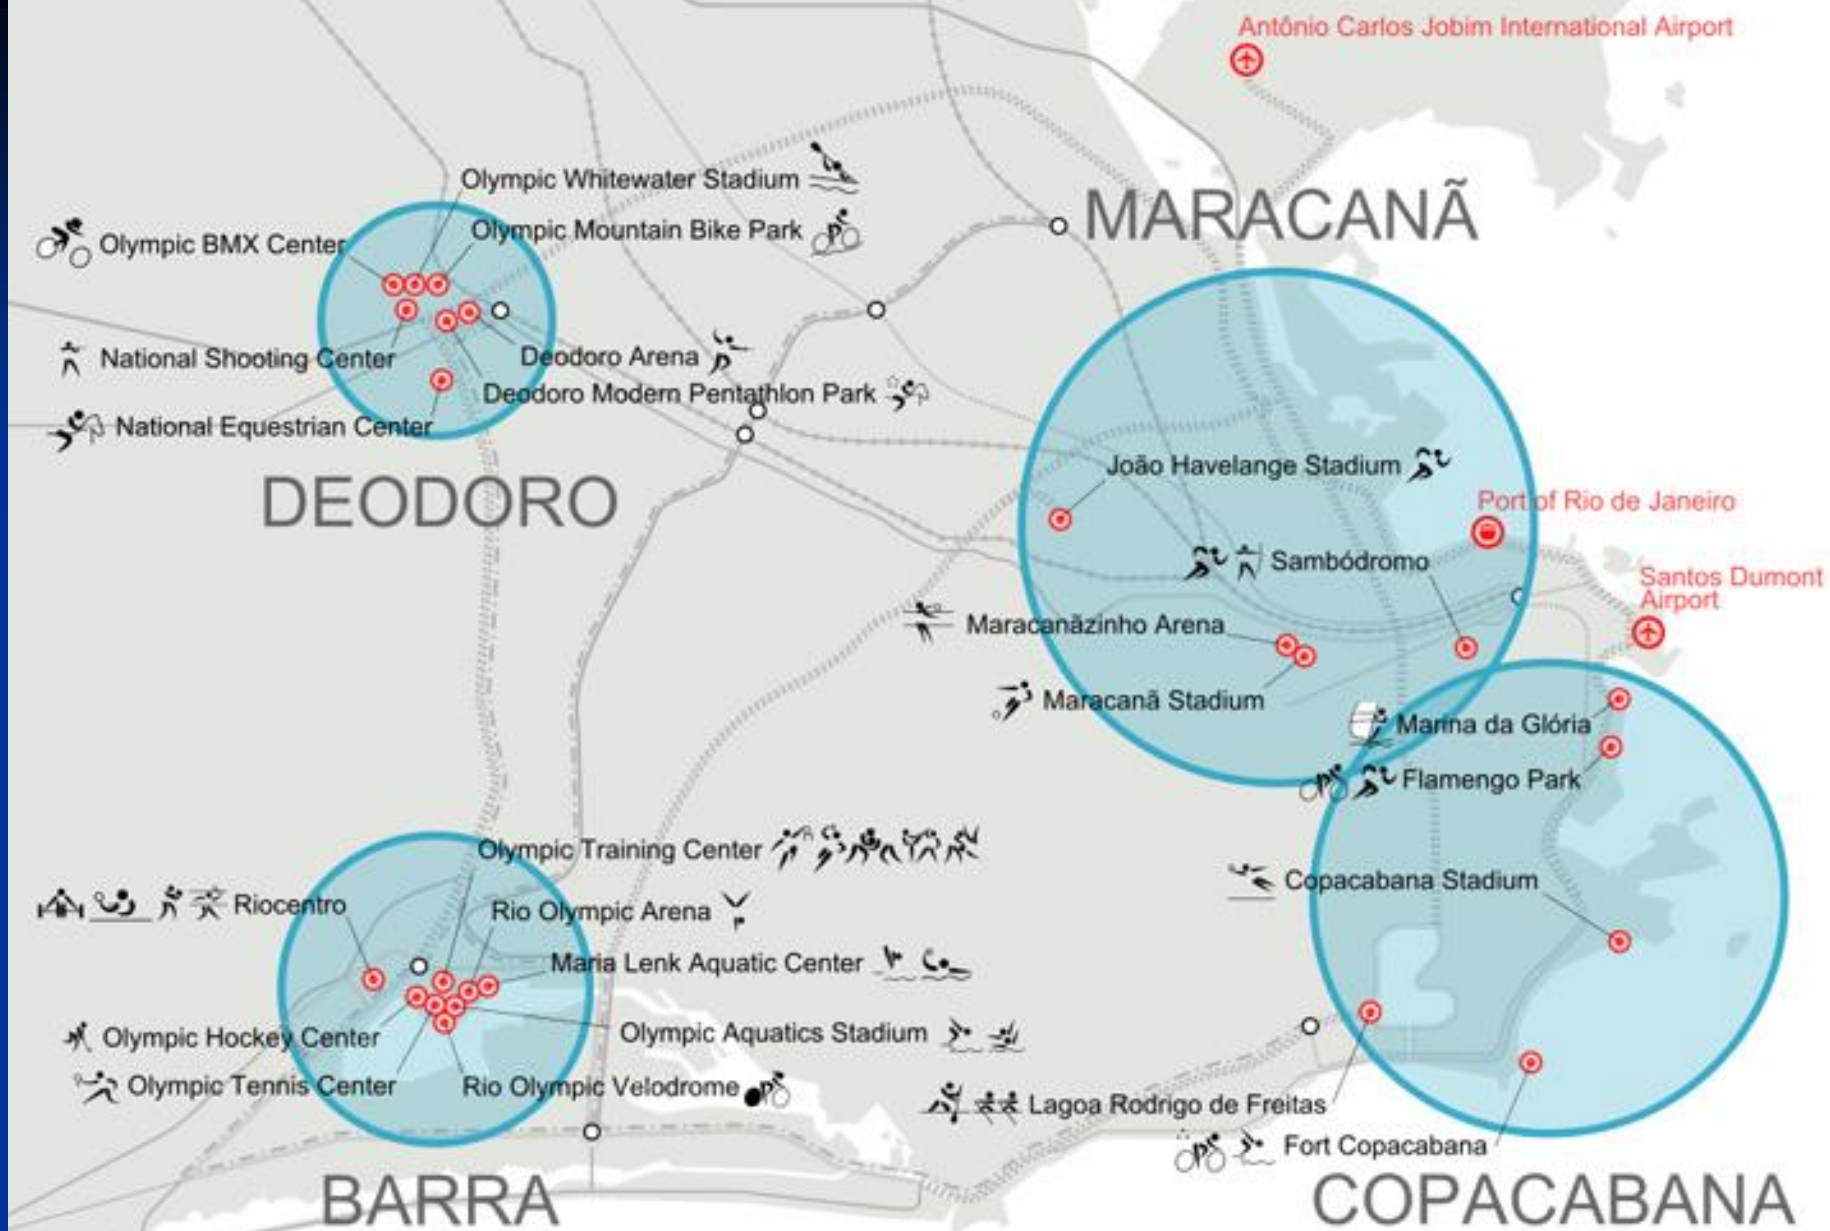 Antônio Carlos Jobim International Airport
Olympic Whitewater Stadium
MARACANÃ
Olympic BMX Center
Olympic Mountain Bike Park
National Shooting Center
Deodoro Arena
Deodoro Modern Pentathlon Park
National Equestrian Center
DEODORO
João Havelange Stadium
Port of Rio de Janeiro
Sambódromo
Santos Dumont
Airport
Maracanãzinho Arena
Maracanã Stadium
Marina da Glória
Flamengo Park
Olympic Training Center
Copacabana Stadium
Riocentro
Rio Olympic Arena
Maria Lenk Aquatic Center
Olympic Hockey Center
Olympic Aquatics Stadium
Olympic Tennis Center
Rio Olympic Velodrome
Lagoa Rodrigo de Freitas
Fort Copacabana
BARRA
COPACABANA